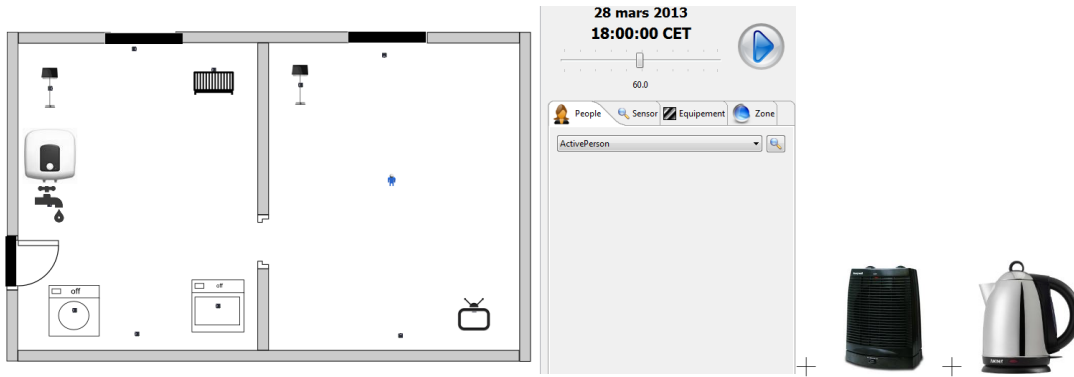 28 mars 2013
18:00:00 CET
60.0
People
Sensor
Equipement
Zone
ActivePerson
off
off